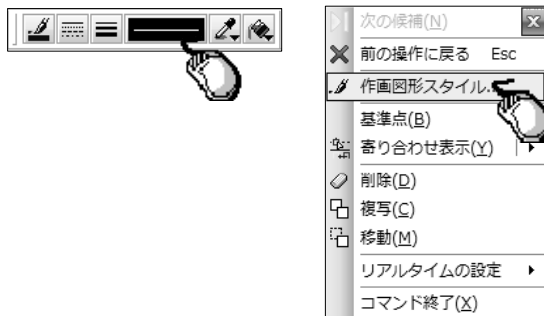 次の候補(N)
前の操作に戻る Esc
作画図形スタイル...
基準点(B)
寄り合わせ表示(Y)
削除(D)
複写(C)
移動(M)
リアルタイムの設定
コマンド終了(X)